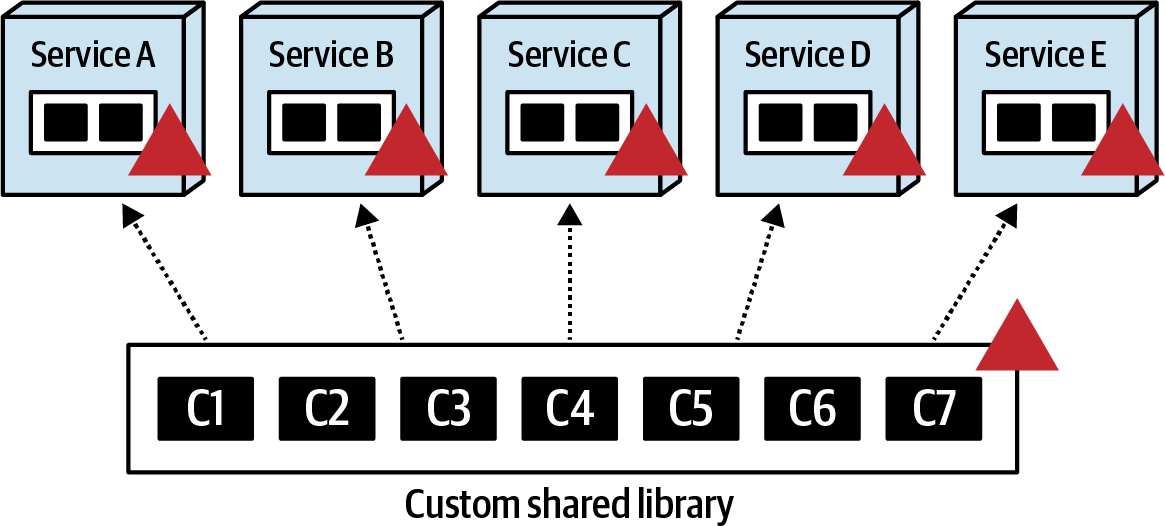 Service A
Service B
Service C
Service D
Service E
C1
C2
C3
C4
C5
C6
C7
Custom shared library